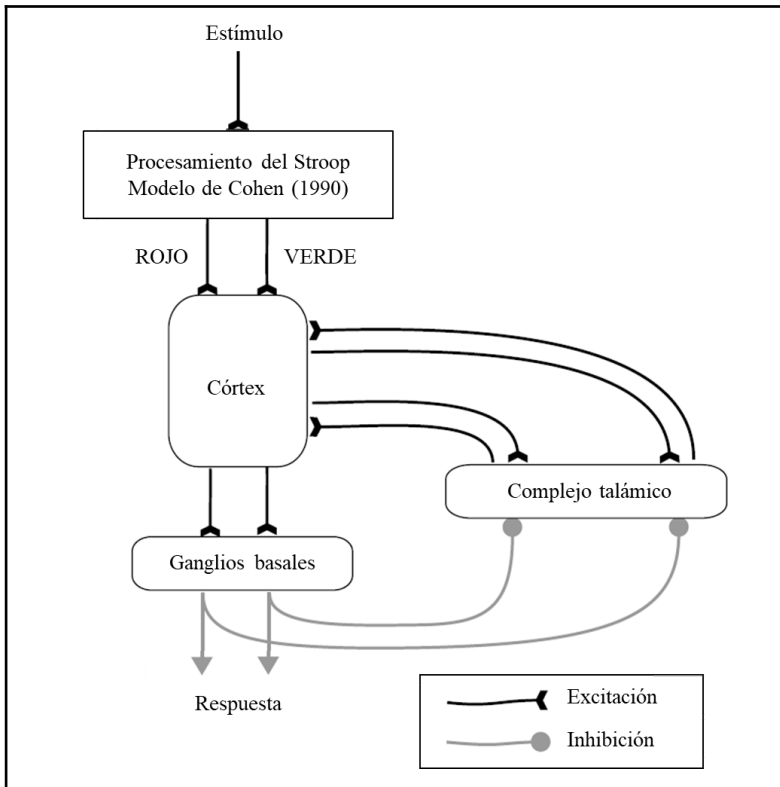 Estímulo
Procesamiento del Stroop
Modelo de Cohen (1990)
ROJO
VERDE
Córtex
Complejo talámico
Ganglios basales
Respuesta
Excitación
Inhibición